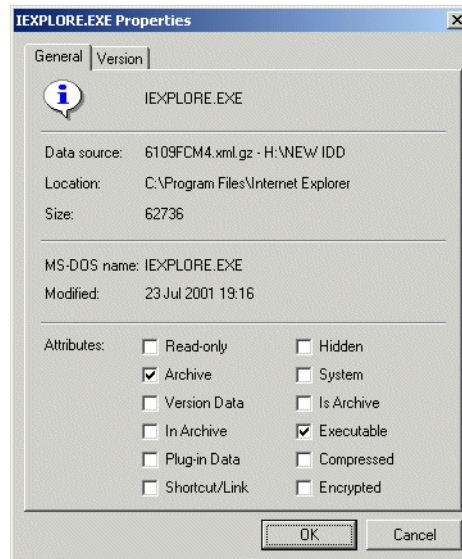 IEXPLORE.EXE Properties
General Version
IEXPLORE.EXE
Data source: 6109FCM4.xml.gz - H:\NEW IDD
Location: C:\Program Files\Internet Explorer
Size: 62736
MS-DOS name: IEXPLORE.EXE
Modified: 23 Jul 2001 19:16
Attributes: Read-only Hidden
Archive System
Version Data Is Archive
In Archive Executable
Plug-in Data Compressed
Shortcut/Link Encrypted
OK Cancel